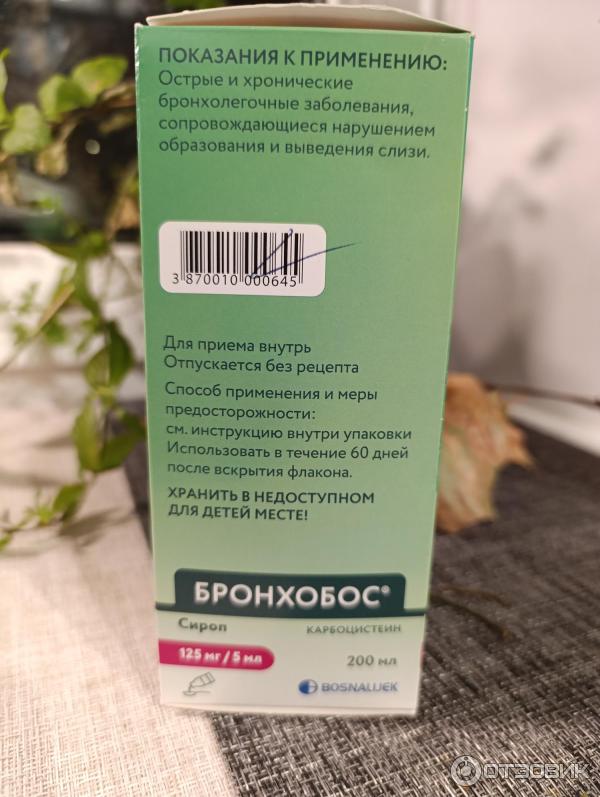 ПОКАЗАНИЯ К ПРИМЕНЕНИЮ:
Острые и хронические
бронхолегочные заболевания,
сопровождающиеся нарушением
образования и выведения слизи.
3 870010 000645
Для приема внутрь
Отпускается без рецепта
Способ применения и меры
предосторожности:
см. инструкцию внутри упаковки
Использовать в течение 60 дней
после вскрытия флакона.
ХРАНИТЬ В НЕДОСТУПНОМ
ДЛЯ ДЕТЕЙ МЕСТЕ!
БРОНХОБОС®
Сироп КАРБОЦИСТЕИН
125 мг/5 мл 200 мл
BOSNALIJEK
ОТЗОВИК